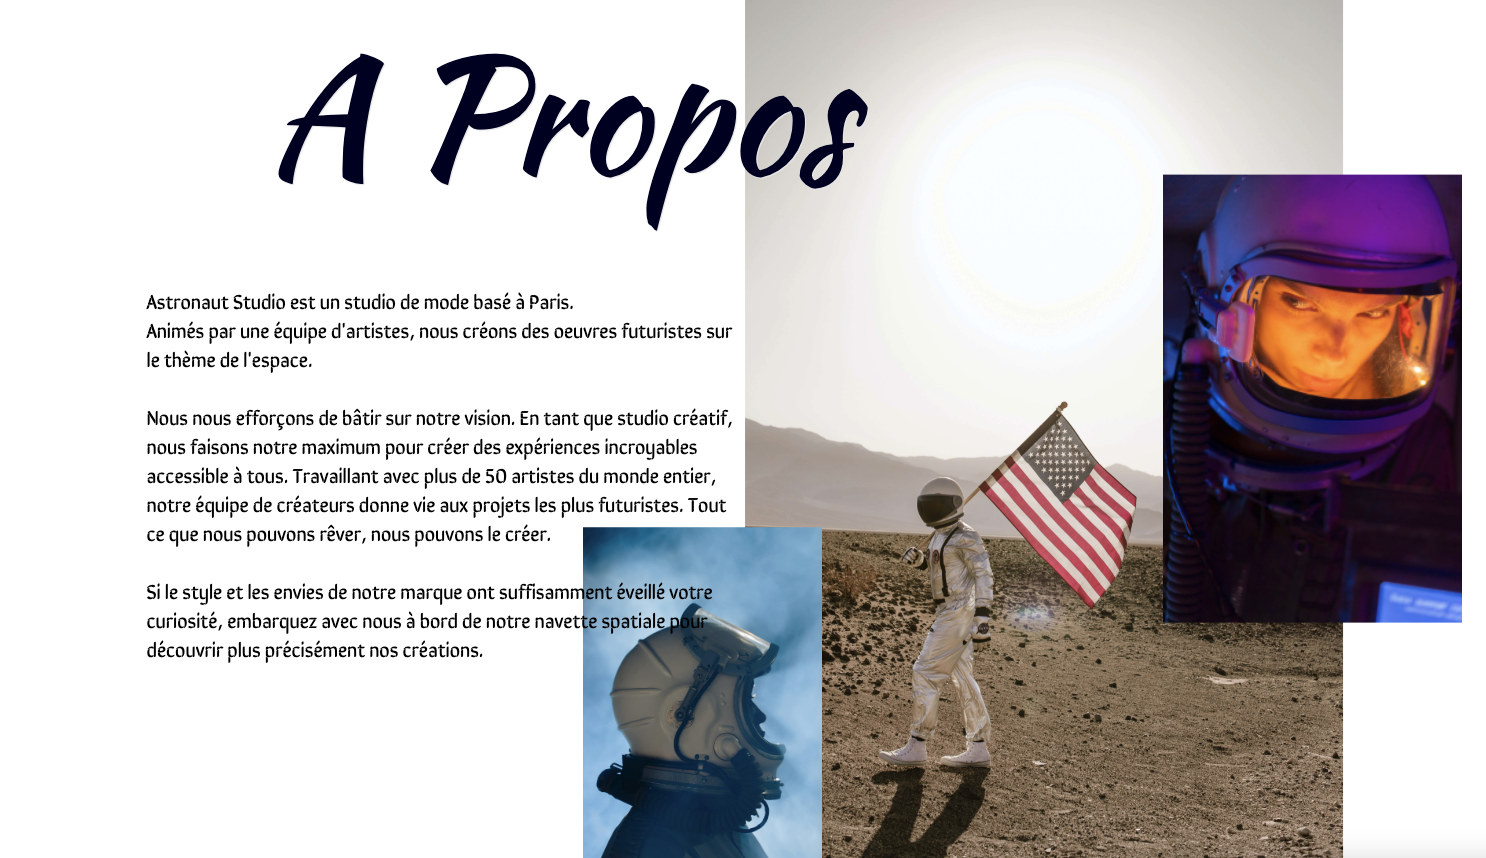 A Propos
Astronaut Studio est un studio de mode basé à Paris.
Animés par une équipe d'artistes, nous créons des oeuvres futuristes sur
le thème de l'espace.
Nous nous efforçons de bâtir sur notre vision. En tant que studio créatif,
nous faisons notre maximum pour créer des expériences incroyables
accessible à tous. Travaillant avec plus de 50 artistes du monde entier,
notre équipe de créateurs donne vie aux projets les plus futuristes. Tout
ce que nous pouvons rêver, nous pouvons le créer.
Si le style et les envies de notre marque ont suffisamment éveillé votre
curiosité, embarquez avec nous à bord de notre navette spatiale pour
découvrir plus précisément nos créations.